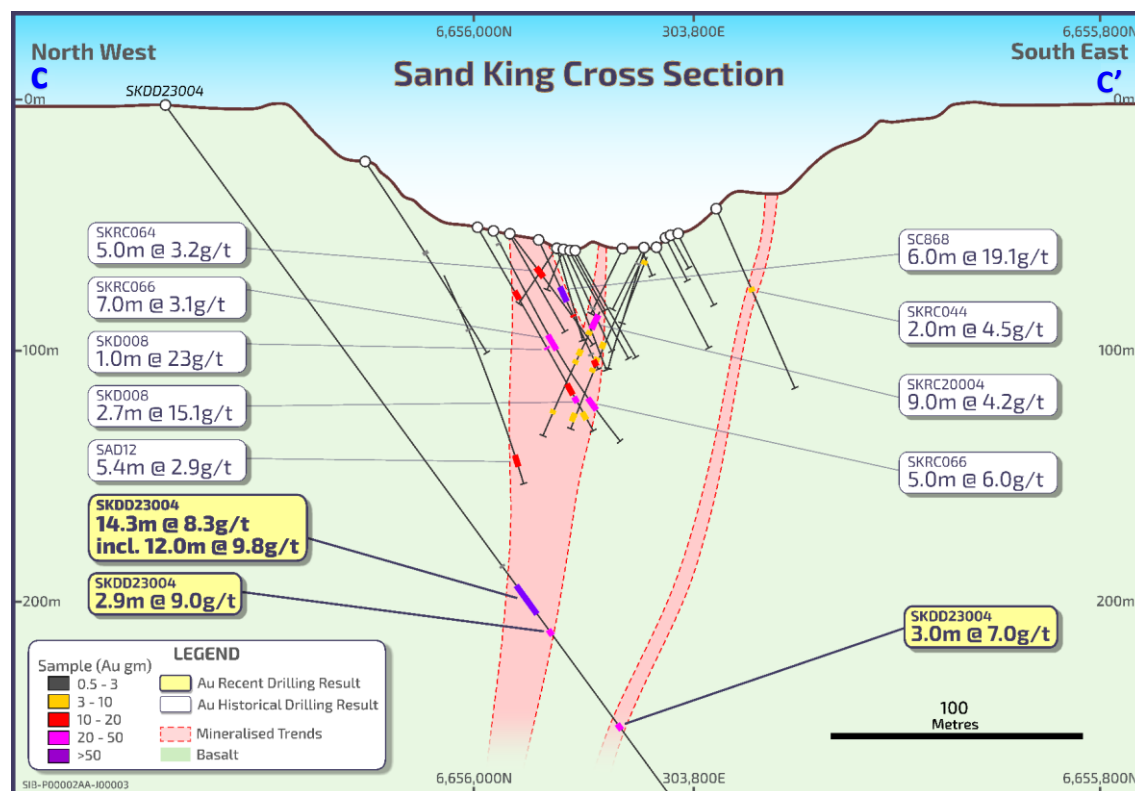 6,656,000N
303,800E
6,655,800N
North West
South East
C
C’
Sand King Cross Section
0m
0m
SKDD23004
SKRC064
5.0m @ 3.2g/t
SKRC066
7.0m @ 3.1g/t
SKD008
1.0m @ 23g/t
SKD008
2.7m @ 15.1g/t
SAD12
5.4m @ 2.9g/t
SKDD23004
14.3m @ 8.3g/t
incl. 12.0m @ 9.8g/t
SKDD23004
2.9m @ 9.0g/t
SC868
6.0m @ 19.1g/t
SKRC044
2.0m @ 4.5g/t
SKRC20004
9.0m @ 4.2g/t
SKRC066
5.0m @ 6.0g/t
SKDD23004
3.0m @ 7.0g/t
100m
100m
200m
200m
LEGEND
Sample (Au gm)
0.5 - 3
3 - 10
10 - 20
20 - 50
>50
Au Recent Drilling Result
Au Historical Drilling Result
Mineralised Trends
Basalt
100
Metres
SIB-P00002AA-J00003
6,656,000N
303,800E
6,655,800N